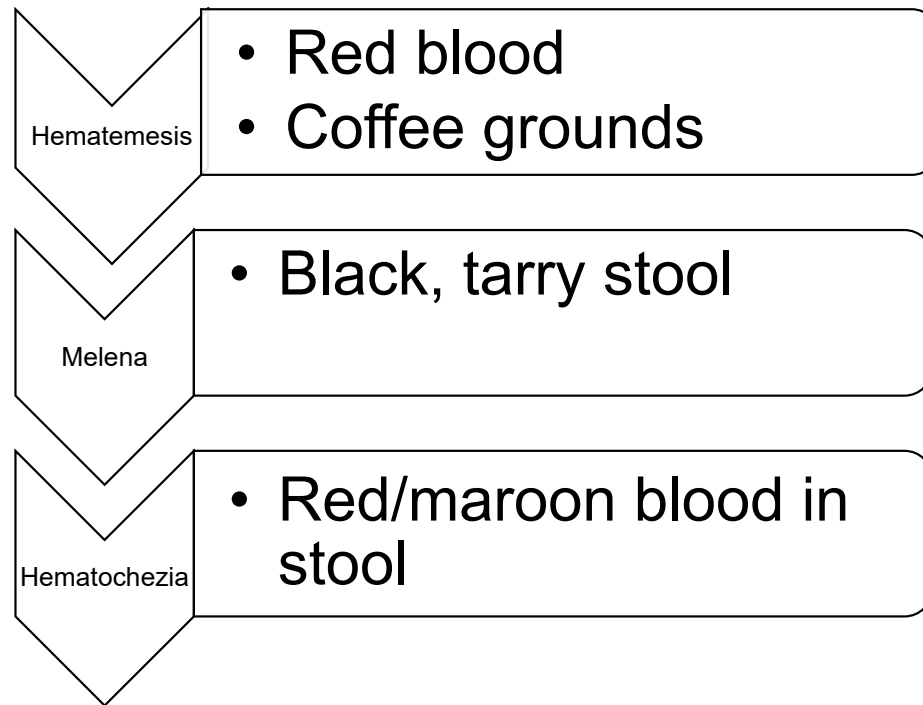 Hematemesis
• Red blood
• Coffee grounds
Melena
• Black, tarry stool
Hematochezia
• Red/maroon blood in
stool